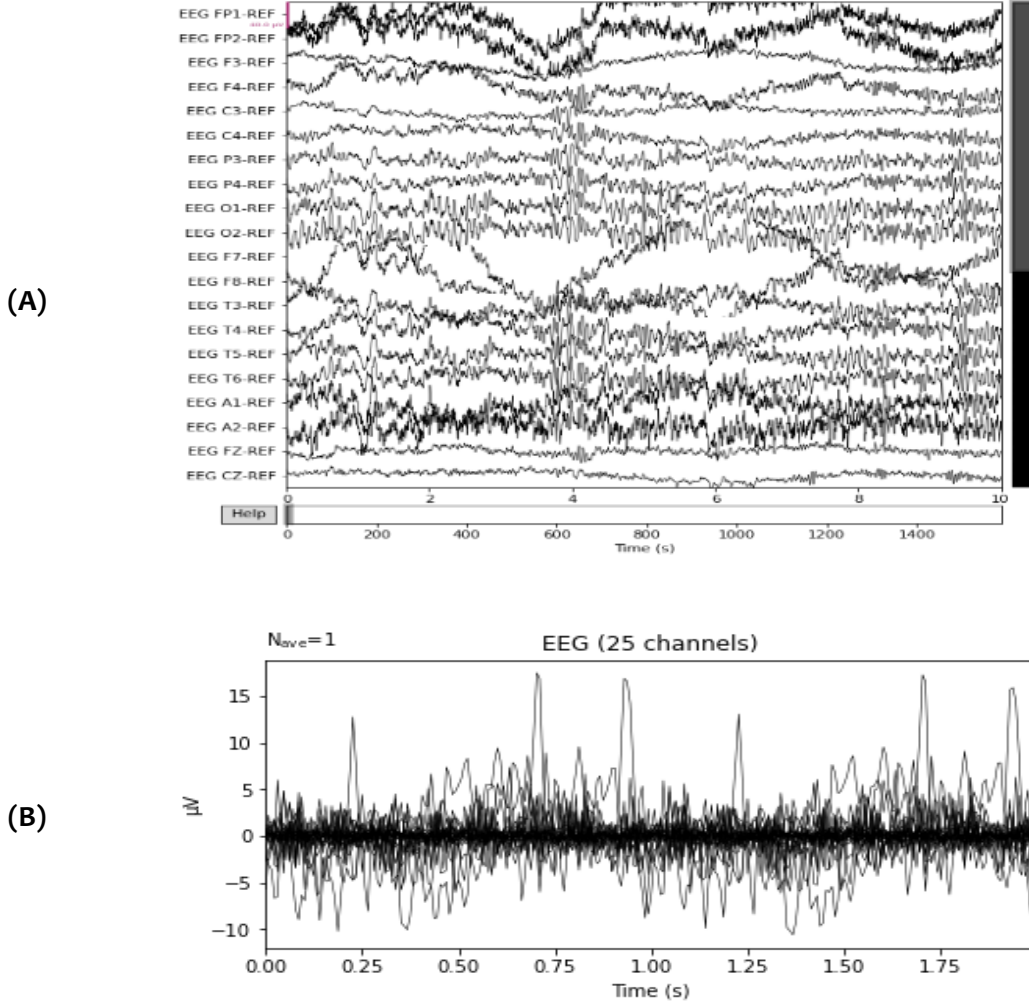 EEG FP1-REF
EEG FP2-REF
EEG F3-REF
EEG F4-REF
EEG C3-REF
EEG C4-REF
EEG P3-REF
EEG P4-REF
EEG O1-REF
EEG O2-REF
EEG F7-REF
EEG F8-REF
EEG T3-REF
EEG T4-REF
EEG T5-REF
EEG T6-REF
EEG A1-REF
EEG A2-REF
EEG FZ-REF
EEG CZ-REF
(A)
0 2 4 6 8 10
Help
0 200 400 600 800 1000 1200 1400
Time (s)
Nave=1
EEG (25 channels)
(B)
µV
15
10
5
0
−5
−10
0.00 0.25 0.50 0.75 1.00 1.25 1.50 1.75
Time (s)